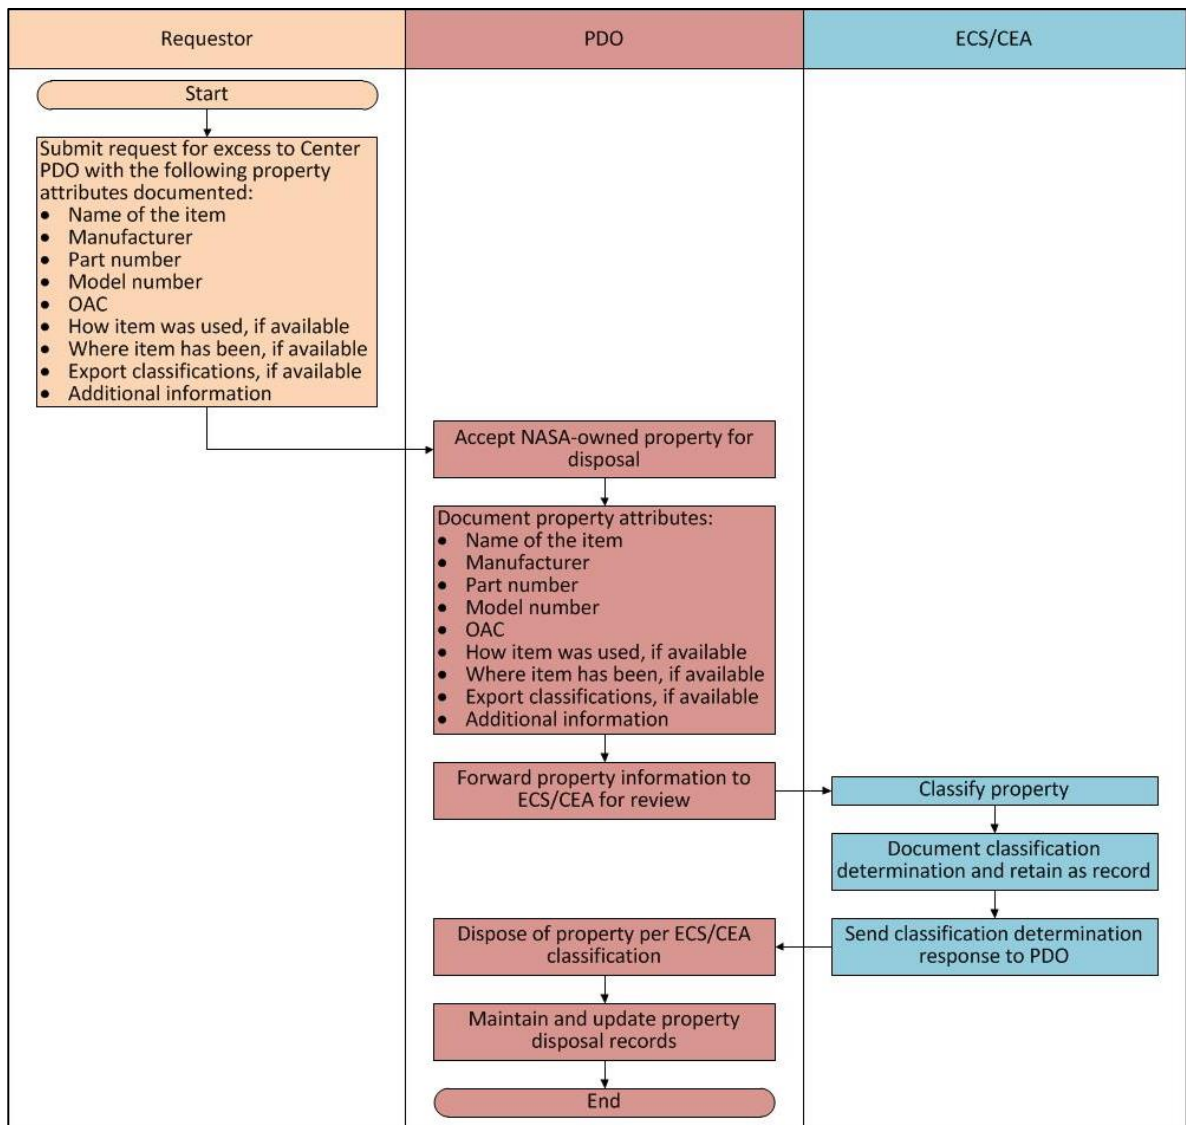 Requestor
PDO
ECS/CEA
Start
Submit request for excess to Center
PDO with the following property
attributes documented:
• Name of the item
• Manufacturer
• Part number
• Model number
• OAC
• How item was used, if available
• Where item has been, if available
• Export classifications, if available
• Additional information
Accept NASA-owned property for
disposal
Document property attributes:
• Name of the item
• Manufacturer
• Part number
• Model number
• OAC
• How item was used, if available
• Where item has been, if available
• Export classifications, if available
• Additional information
Forward property information to
ECS/CEA for review
Classify property
Document classification
determination and retain as record
Send classification determination
response to PDO
Dispose of property per ECS/CEA
classification
Maintain and update property
disposal records
End